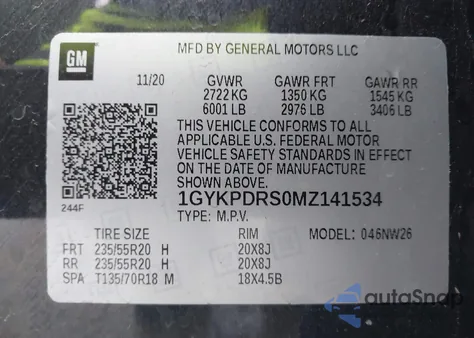 GM
MFD BY GENERAL MOTORS LLC
11/20 GVWR GAWR FRT GAWR RR
2722 KG 1350 KG 1545 KG
6001 LB 2976 LB 3406 LB
THIS VEHICLE CONFORMS TO ALL
APPLICABLE U.S. FEDERAL MOTOR
VEHICLE SAFETY STANDARDS IN EFFECT
ON THE DATE OF MANUFACTURE
SHOWN ABOVE.
1GYKPDRS0MZ141534
244F TYPE: M.P.V.
TIRE SIZE RIM MODEL: 046NW26
FRT 235/55R20 H 20X8J
RR 235/55R20 H 20X8J
SPA T135/70R18 M 18X4.5B
autoSnap